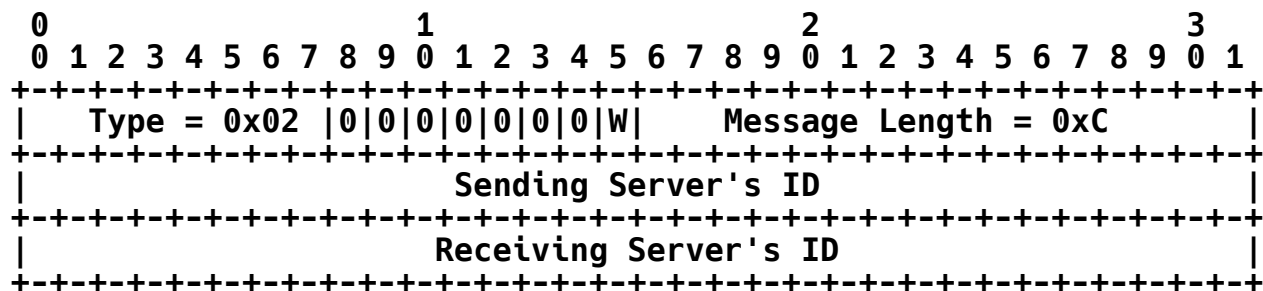 0                   1                   2                   3
 0 1 2 3 4 5 6 7 8 9 0 1 2 3 4 5 6 7 8 9 0 1 2 3 4 5 6 7 8 9 0 1
+-+-+-+-+-+-+-+-+-+-+-+-+-+-+-+-+-+-+-+-+-+-+-+-+-+-+-+-+-+-+-+-+
|   Type = 0x02 |0|0|0|0|0|0|0|W|    Message Length = 0xC       |
+-+-+-+-+-+-+-+-+-+-+-+-+-+-+-+-+-+-+-+-+-+-+-+-+-+-+-+-+-+-+-+-+
|                      Sending Server's ID                      |
+-+-+-+-+-+-+-+-+-+-+-+-+-+-+-+-+-+-+-+-+-+-+-+-+-+-+-+-+-+-+-+-+
|                     Receiving Server's ID                     |
+-+-+-+-+-+-+-+-+-+-+-+-+-+-+-+-+-+-+-+-+-+-+-+-+-+-+-+-+-+-+-+-+